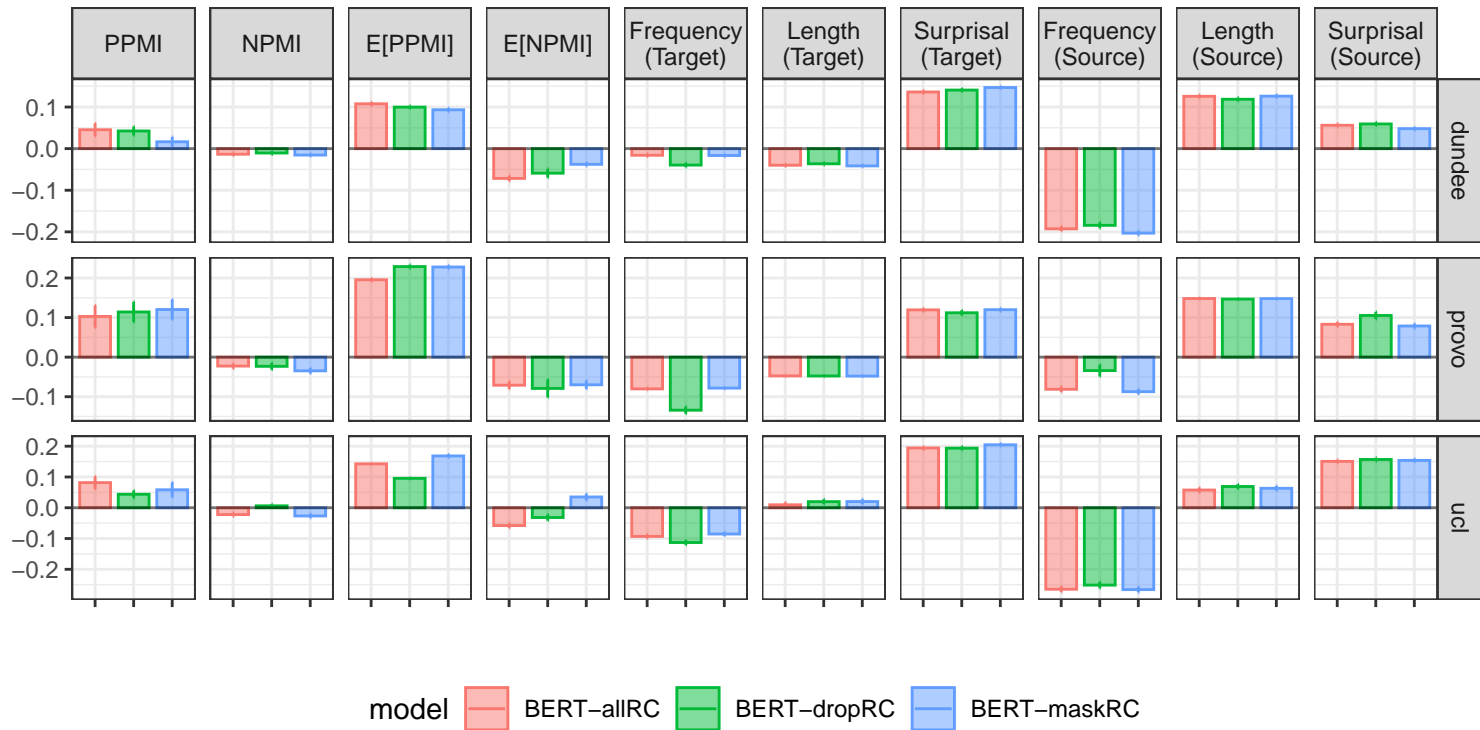 PPMI
NPMI
E[PPMI]
E[NPMI]
Frequency
(Target)
Length
(Target)
Surprisal
(Target)
Frequency
(Source)
Length
(Source)
Surprisal
(Source)
0.1
0.0
−0.1
−0.2
dundee
0.2
0.1
0.0
−0.1
provo
0.2
0.1
0.0
−0.1
−0.2
ucl
model
BERT−allRC
BERT−dropRC
BERT−maskRC